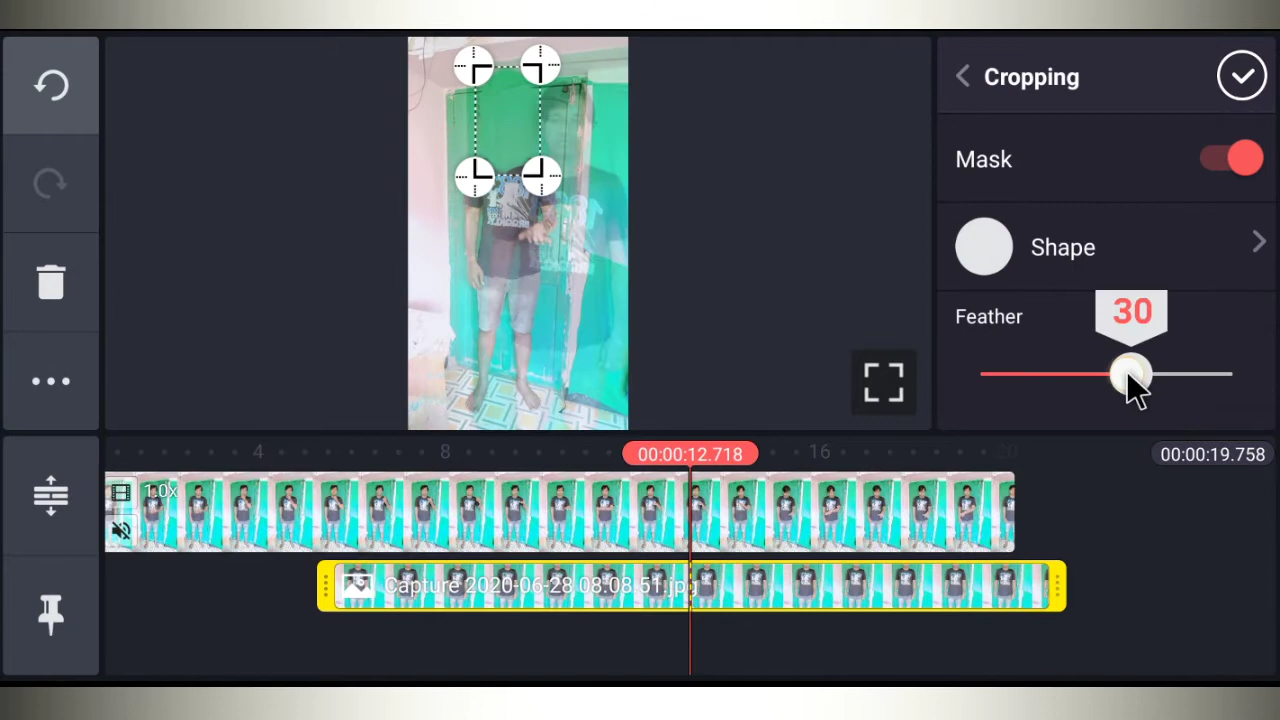 Cropping
Mask
Shape
Feather
30
4
8
16
20
00:00:12.718
00:00:19.758
1.0x
Capture 2020-06-28 08:08:51.jpg